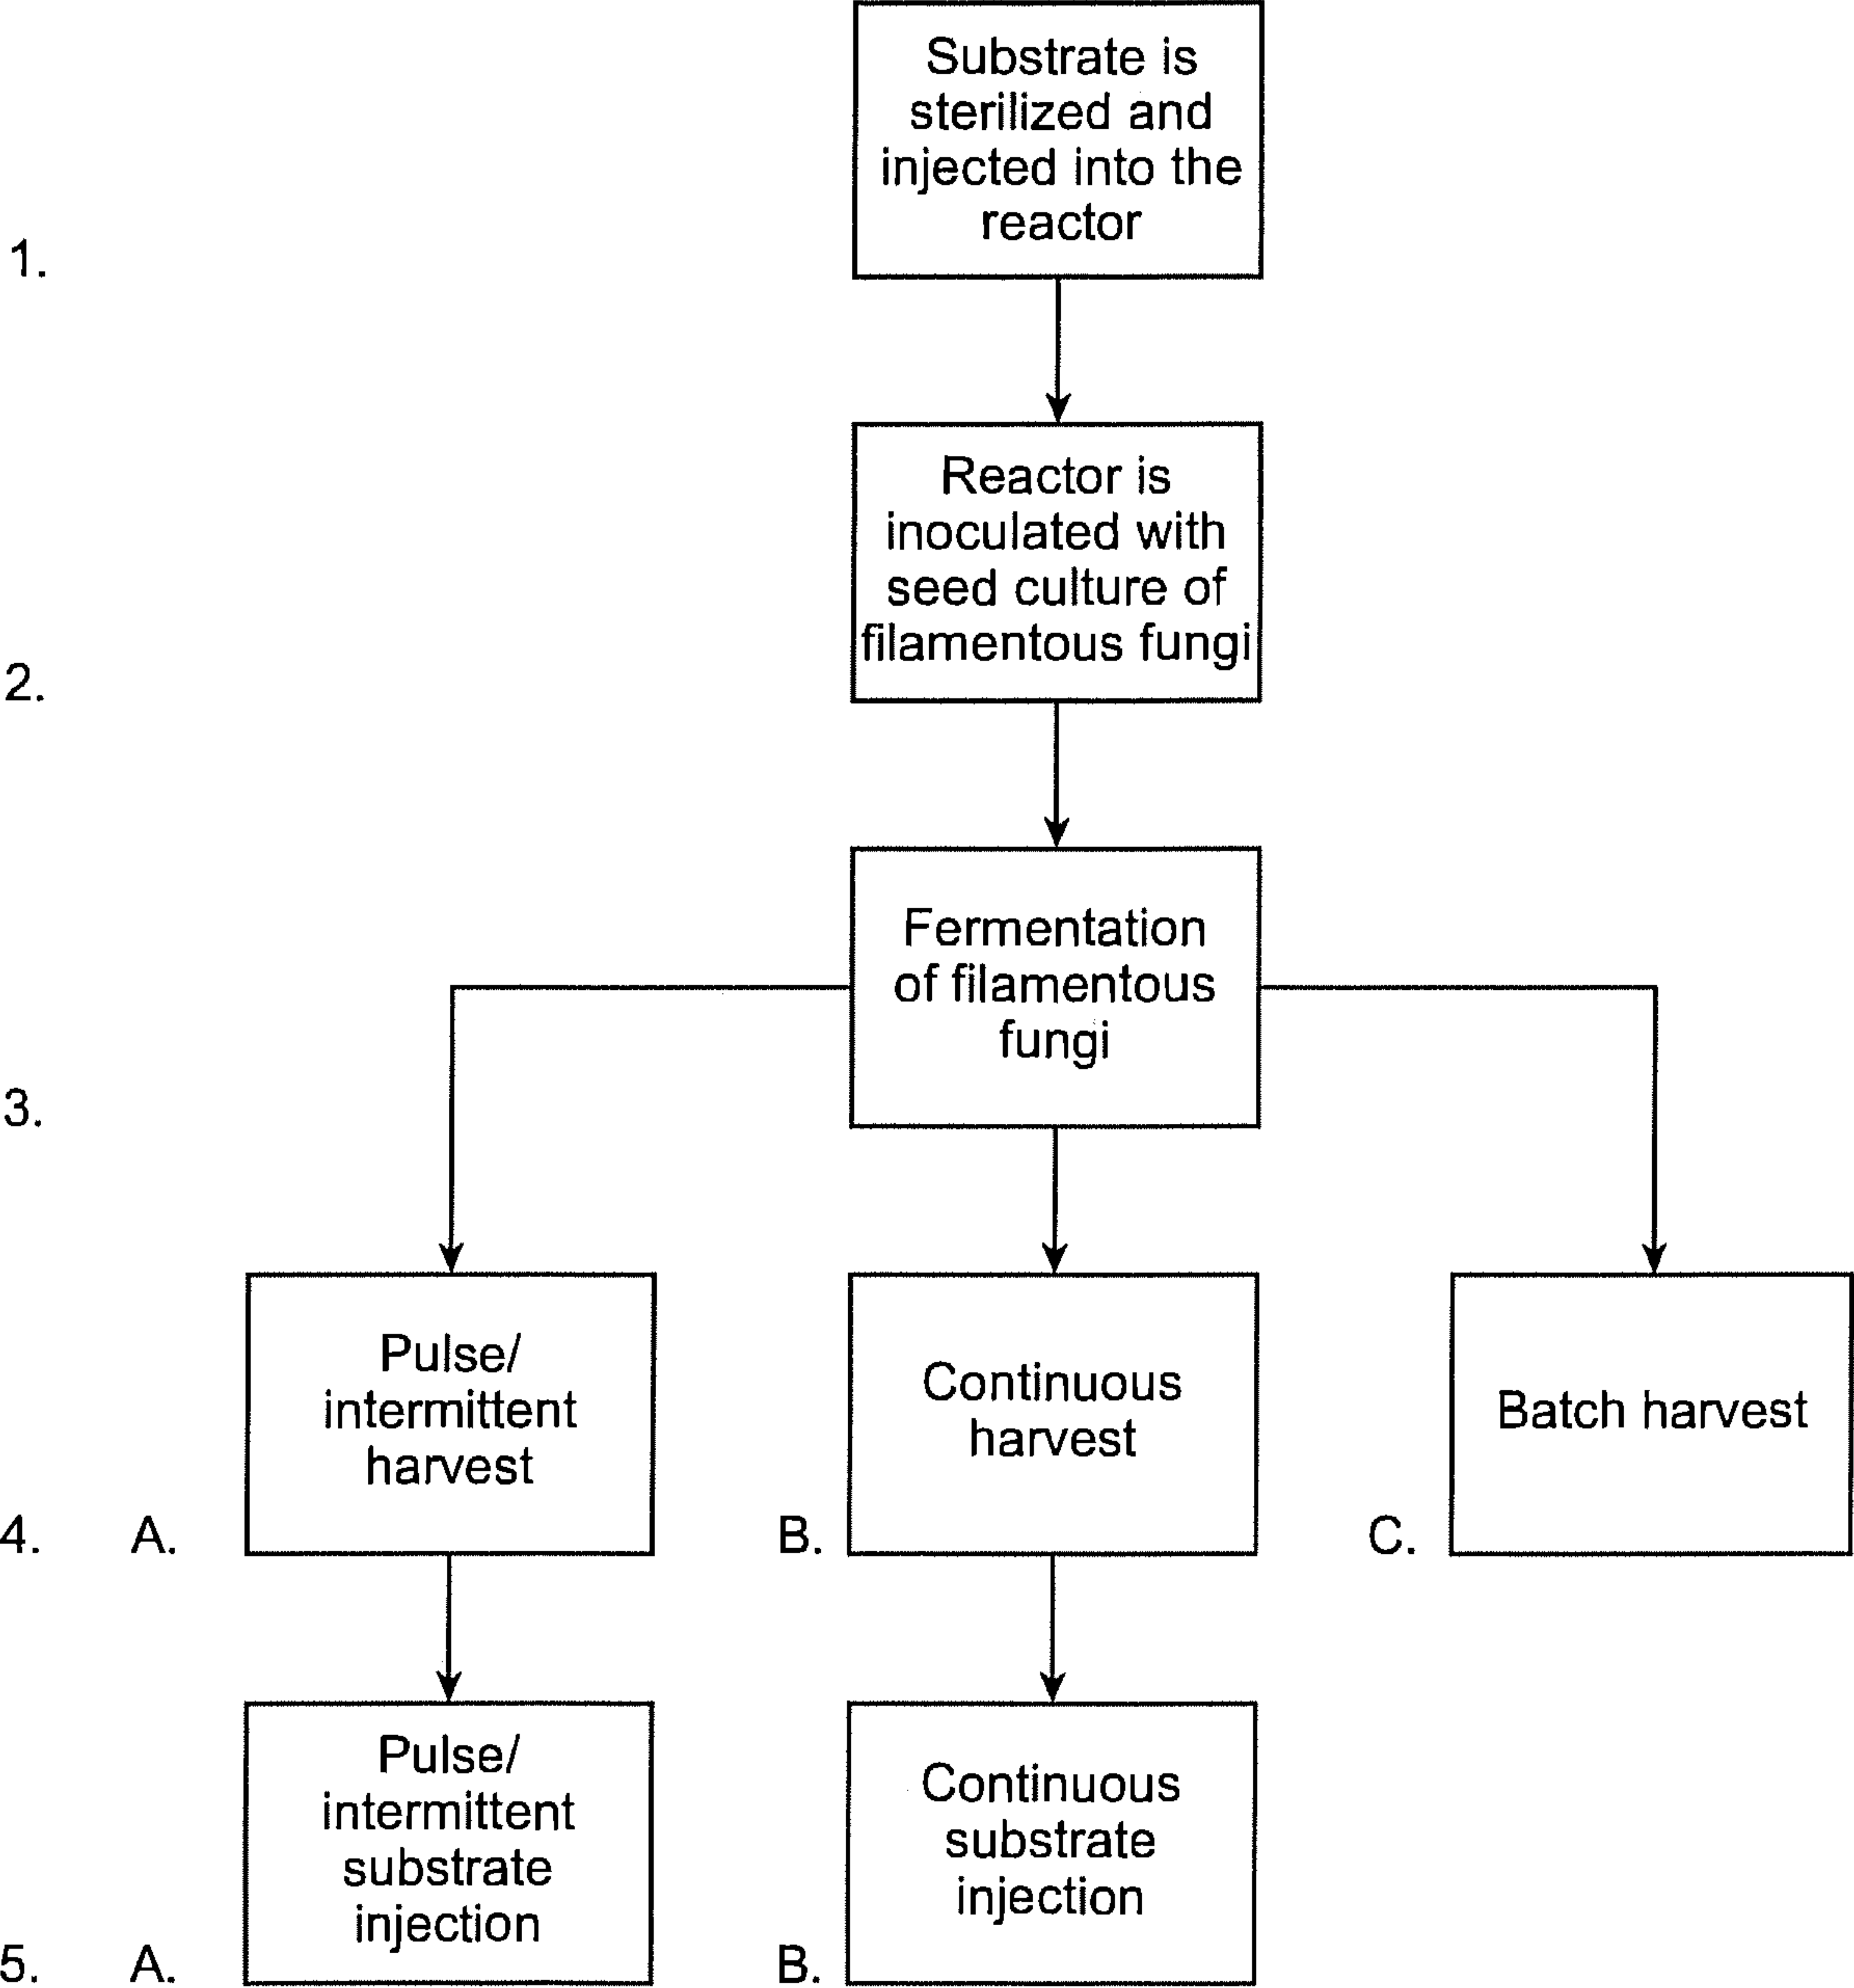 Substrate is
sterilized and
injected into the
reactor
1.
Reactor is
inoculated with
seed culture of
filamentous fungi
2.
Fermentation
of filamentous
fungi
3.
Pulse/
intermittent
harvest
Continuous
harvest
Batch harvest
4.
A.
B.
C.
Pulse/
intermittent
substrate
injection
Continuous
substrate
injection
5.
A.
B.